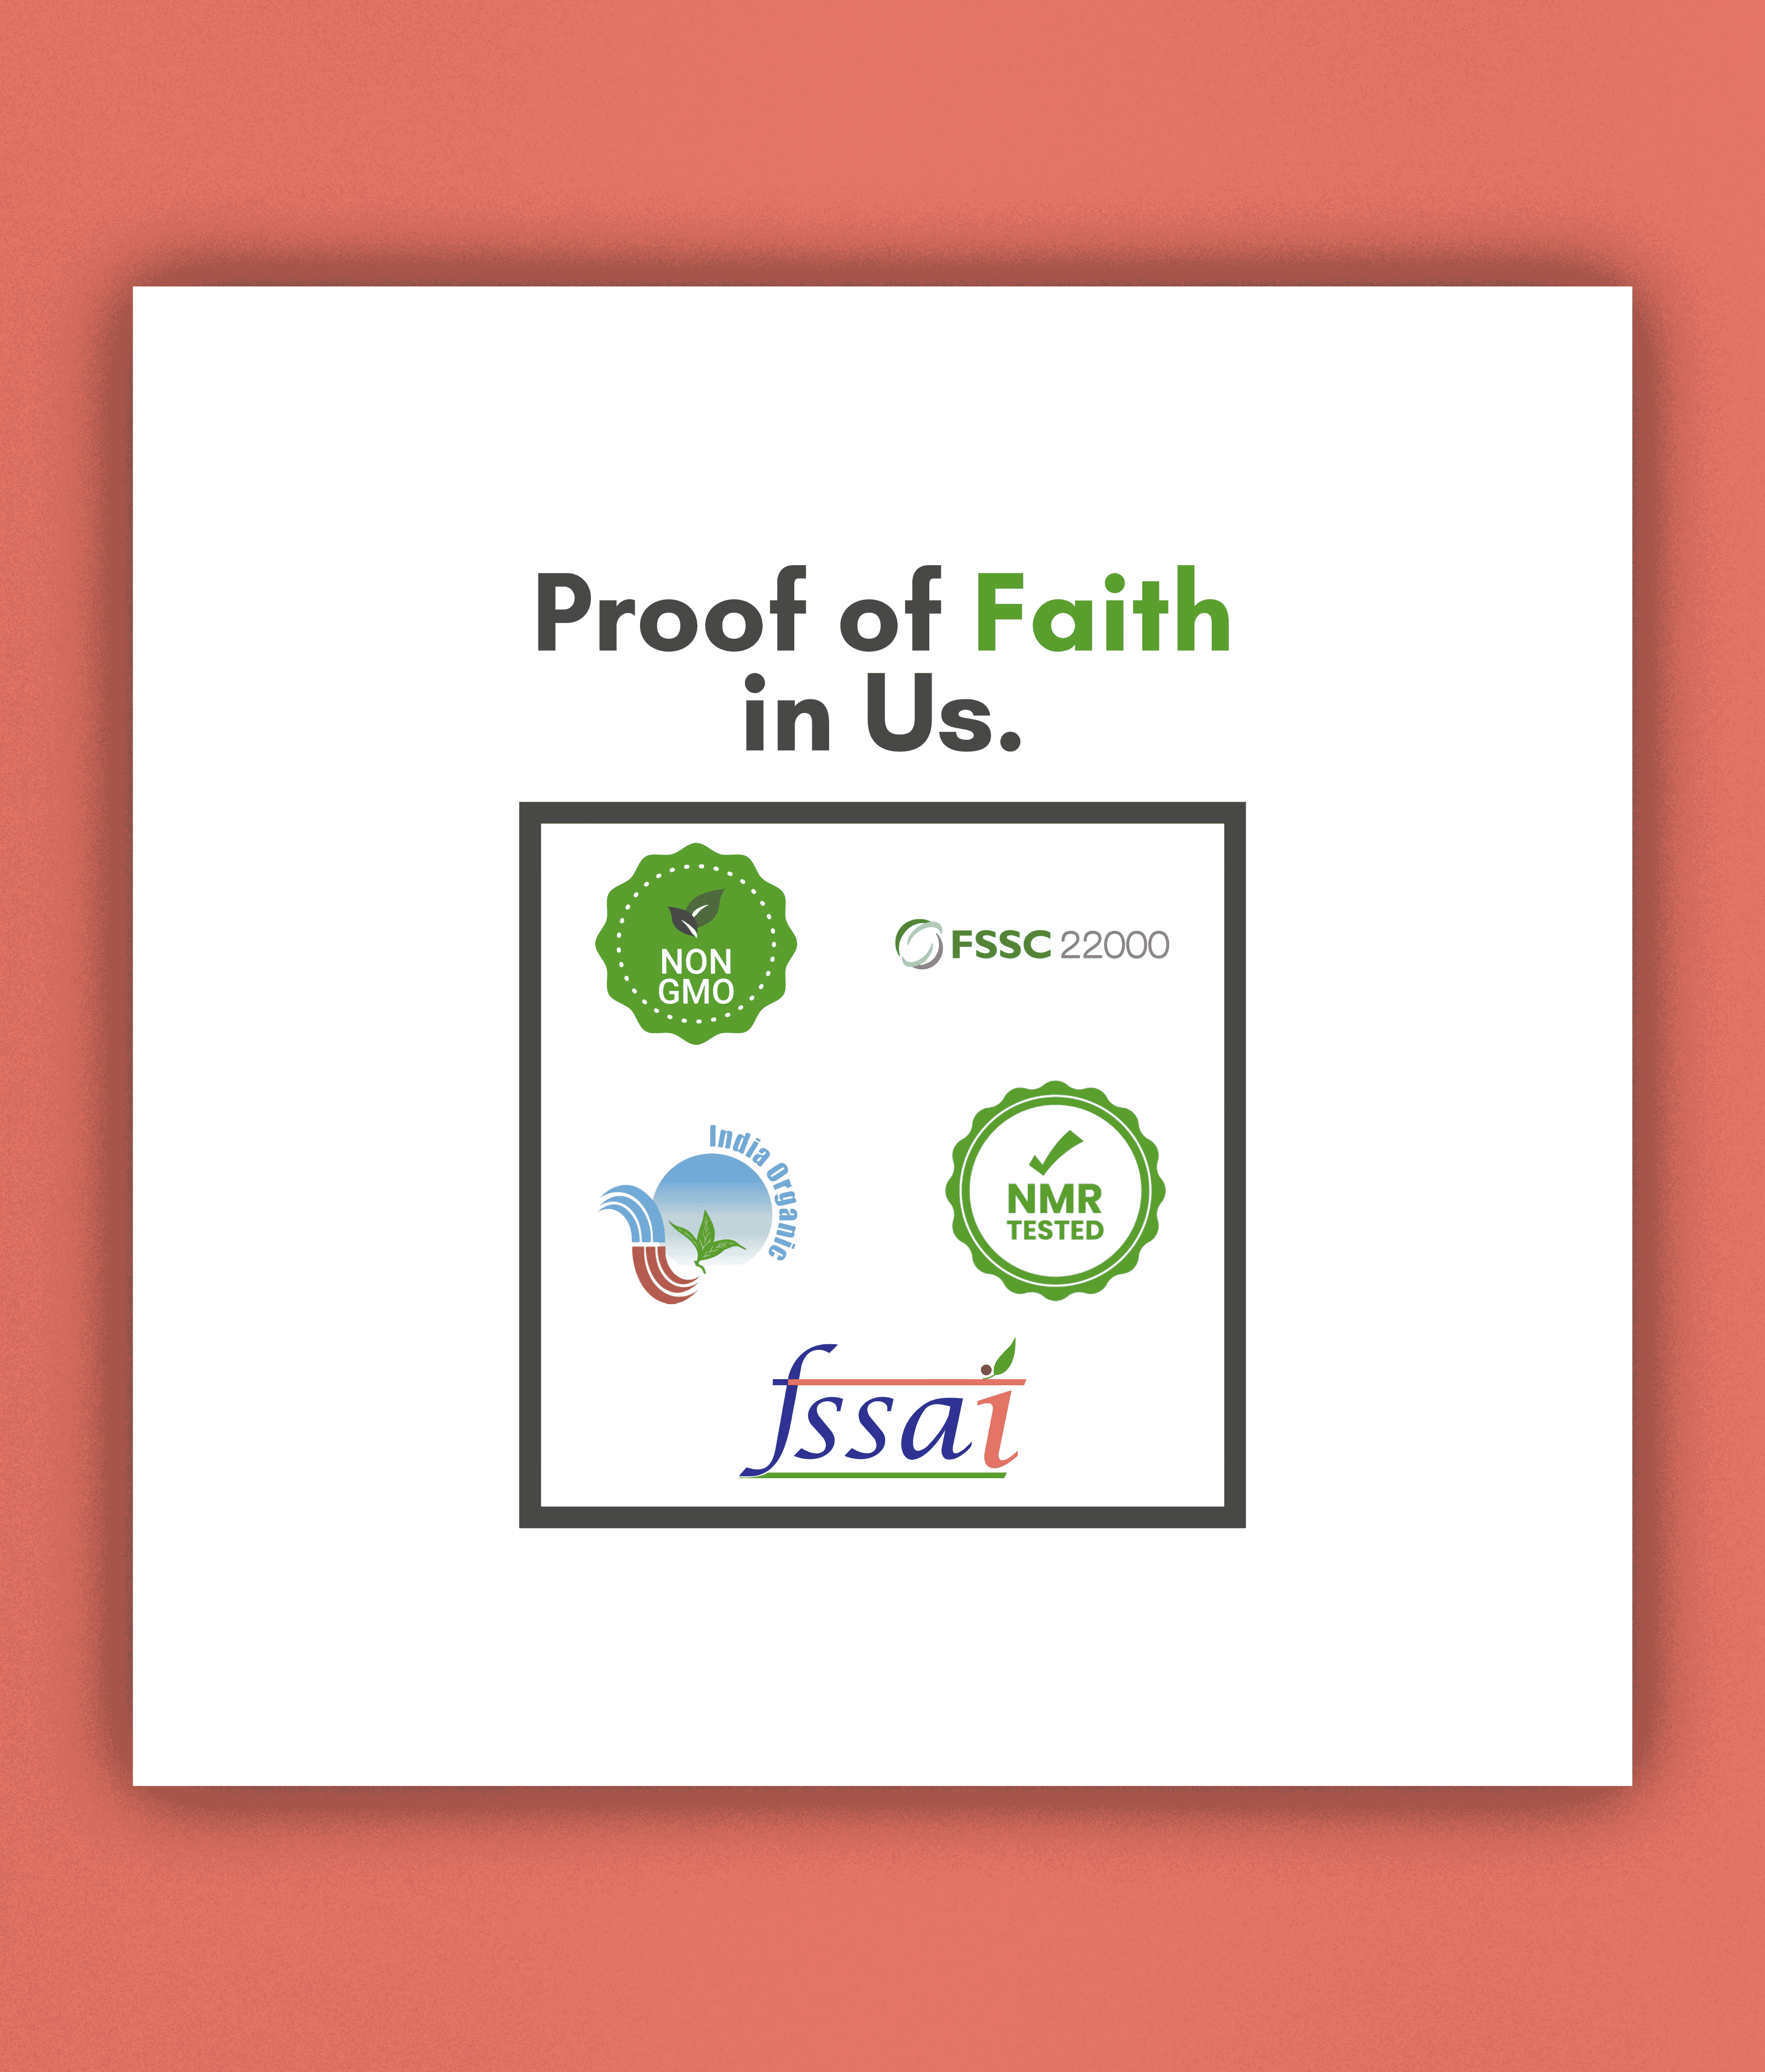 Proof of Faith
in Us.
NON
GMO
FSSC 22000
India Organic
NMR
TESTED
fssai